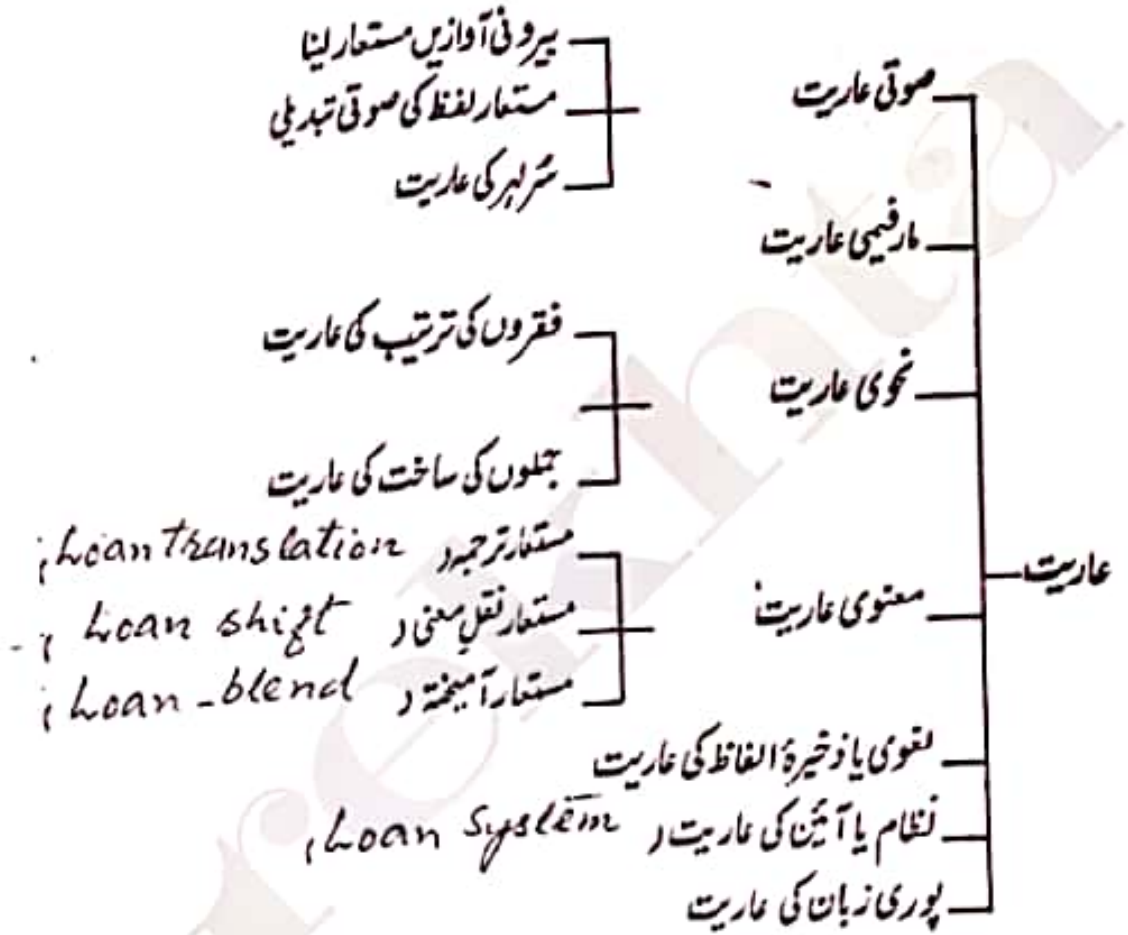 بیرونی آوازیں مستعار لینا
صوتی عاریت
مستعار لفظ کی صوتی تبدیلی
سُر لہر کی عاریت
مارفیمی عاریت
فقروں کی ترتیب کی عاریت
نحوی عاریت
جملوں کی ساخت کی عاریت
مستعار ترجمہ ( Loan translation )
عاریت
معنوی عاریت
مستعار نقلِ معنی ( Loan shift )
مستعار آمیختہ ( Loan-blend )
لغوی یا ذخیرۂ الفاظ کی عاریت
نظام یا آئین کی عاریت ( Loan system )
پوری زبان کی عاریت
rekhta